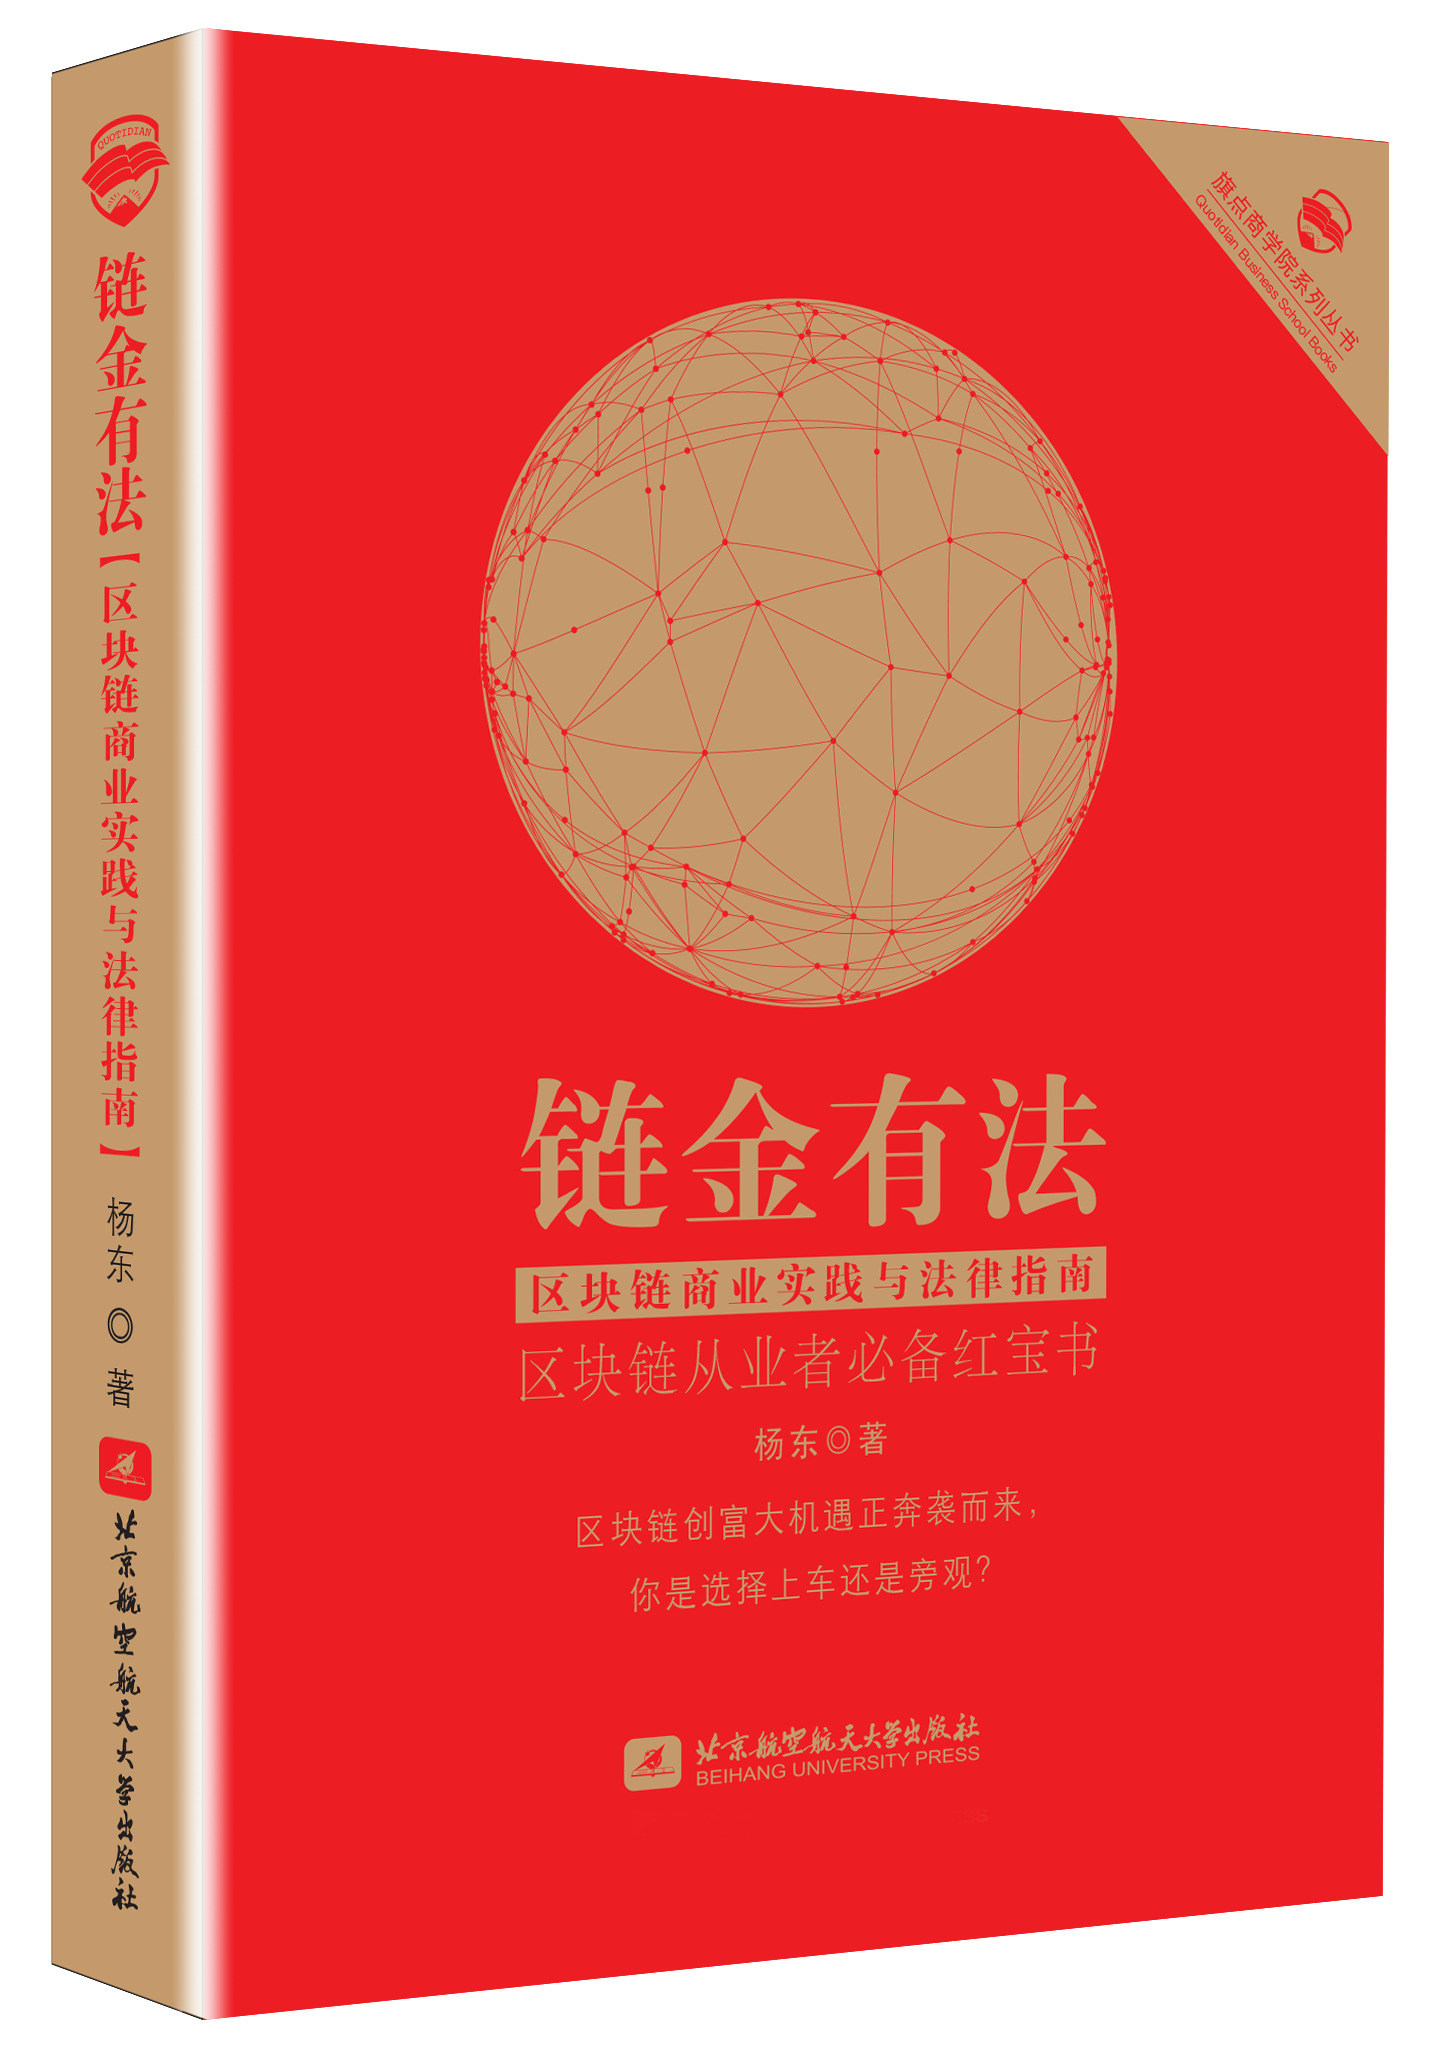 QUOTIDIAN
链金有法【区块链商业实践与法律指南】
杨东◎著
北京航空航天大学出版社
旗点商学院系列丛书
Quotidian Business School Books
链金有法
区块链商业实践与法律指南
区块链从业者必备红宝书
杨东◎著
区块链创富大机遇正奔袭而来，
你是选择上车还是旁观？
北京航空航天大学出版社
BEIHANG UNIVERSITY PRESS